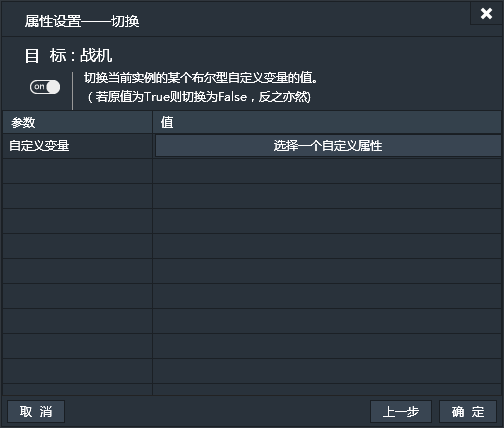 属性设置——切换
目 标：战机
ON
切换当前实例的某个布尔型自定义变量的值。
（若原值为True则切换为False，反之亦然)
参数 值
自定义变量 选择一个自定义属性
取 消 上一步 确 定